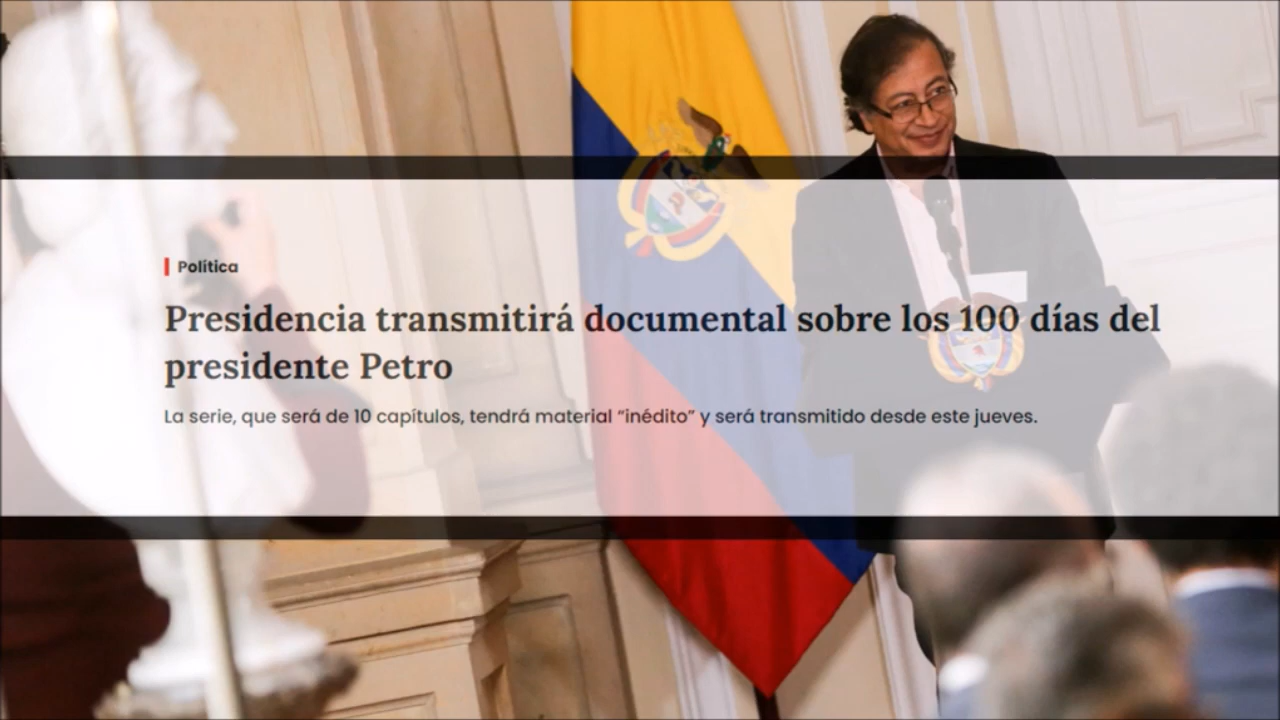 Política
Presidencia transmitirá documental sobre los 100 días del
presidente Petro
La serie, que será de 10 capítulos, tendrá material “inédito” y será transmitido desde este jueves.